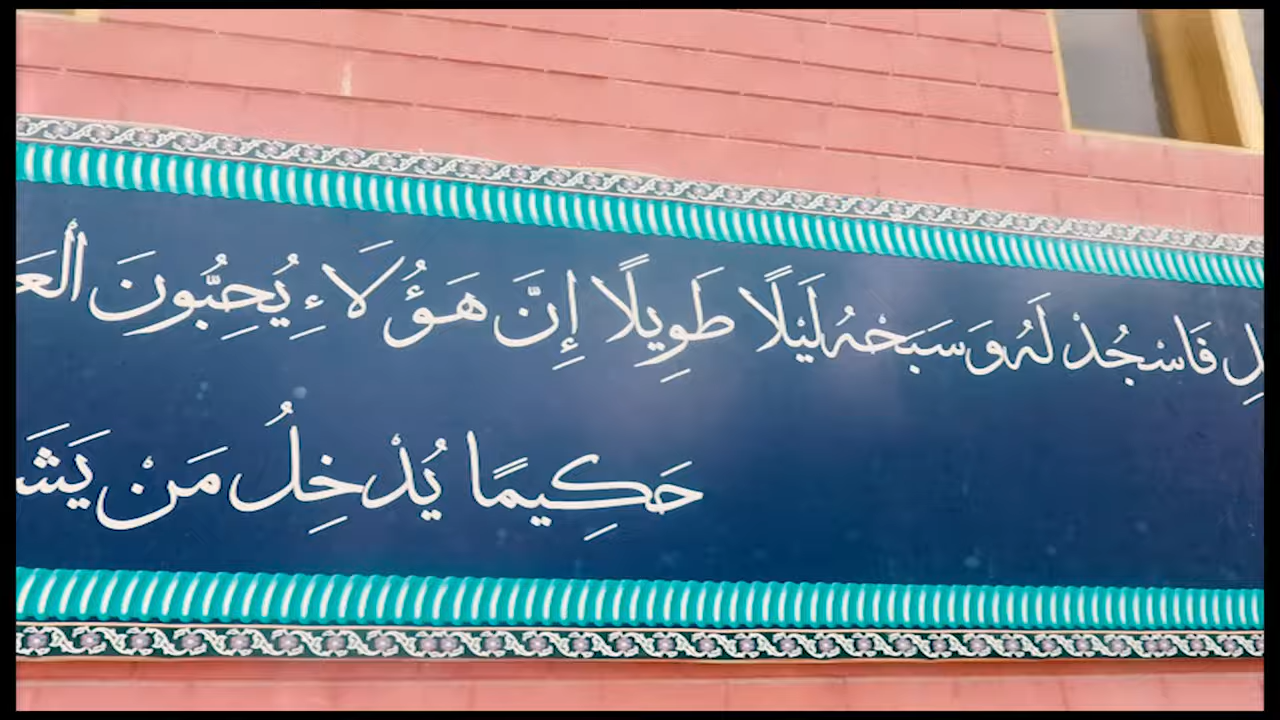 فَاسْجُدْ لَهُ وَسَبَحْهُ لَيْلًا طَوِيلًا إِنَّ هَؤُلَاءِ يُحِبُّونَ
حَكِيمًا يُدْخِلُ مَنْ